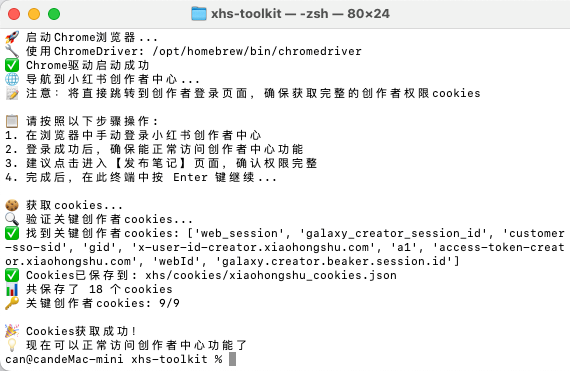 xhs-toolkit — -zsh — 80×24
🚀 启动Chrome浏览器...
🔧 使用ChromeDriver: /opt/homebrew/bin/chromedriver
✅ Chrome驱动启动成功
🌐 导航到小红书创作者中心...
📝 注意：将直接跳转到创作者登录页面，确保获取完整的创作者权限cookies
📋 请按照以下步骤操作：
1. 在浏览器中手动登录小红书创作者中心
2. 登录成功后，确保能正常访问创作者中心功能
3. 建议点击进入【发布笔记】页面，确认权限完整
4. 完成后，在此终端中按 Enter 键继续...
🍪 获取cookies...
🔍 验证关键创作者cookies...
✅ 找到关键创作者cookies: ['web_session', 'galaxy_creator_session_id', 'customer
-sso-sid', 'gid', 'x-user-id-creator.xiaohongshu.com', 'a1', 'access-token-creat
or.xiaohongshu.com', 'webId', 'galaxy.creator.beaker.session.id']
✅ Cookies已保存到: xhs/cookies/xiaohongshu_cookies.json
📊 共保存了 18 个cookies
🔑 关键创作者cookies: 9/9
🎉 Cookies获取成功！
💡 现在可以正常访问创作者中心功能了
can@candeMac-mini xhs-toolkit %